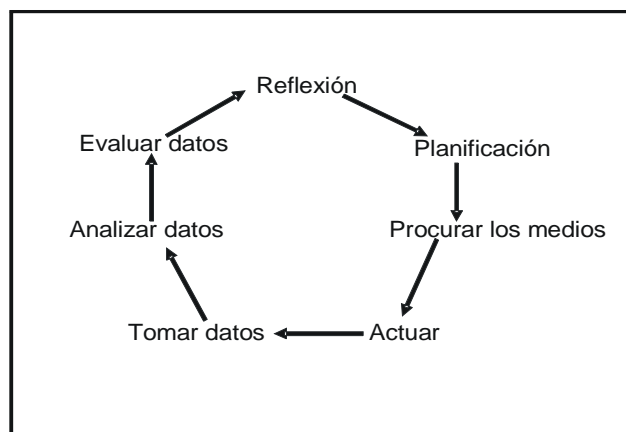 Reflexión
Planificación
Procurar los medios
Actuar
Tomar datos
Analizar datos
Evaluar datos